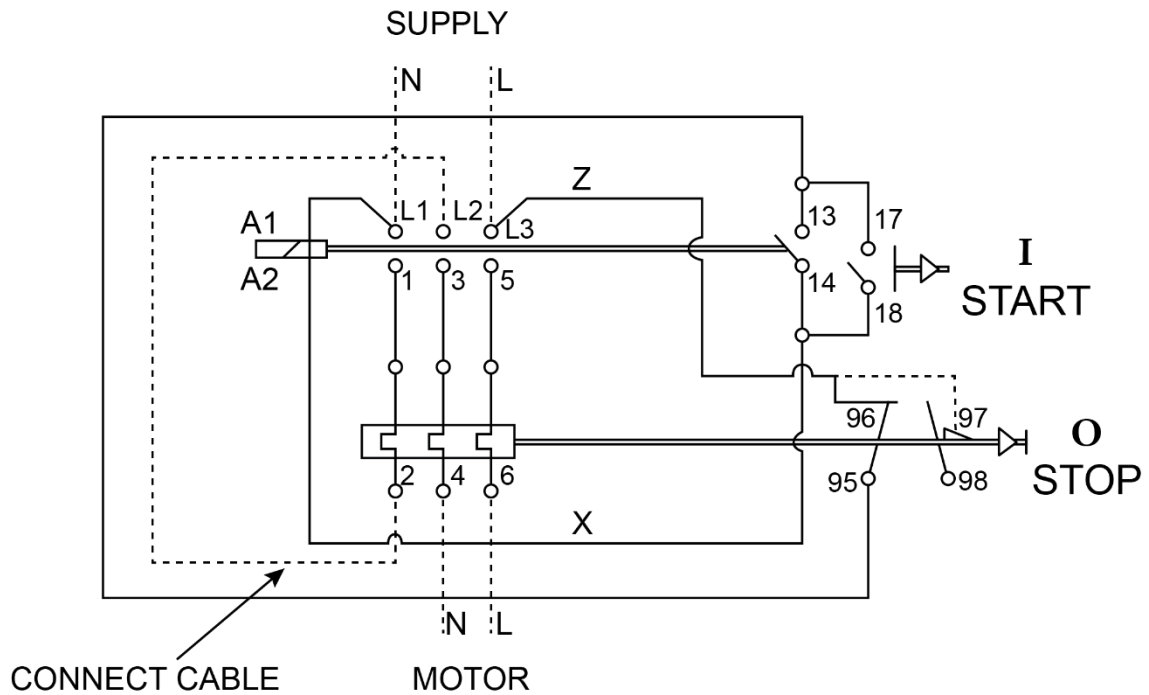 SUPPLY
N L
Z
A1 L1 L2 L3 13 17
A2 1 3 5 14 18
I
START
96 97
2 4 6 95 98
O
STOP
X
N L
CONNECT CABLE MOTOR